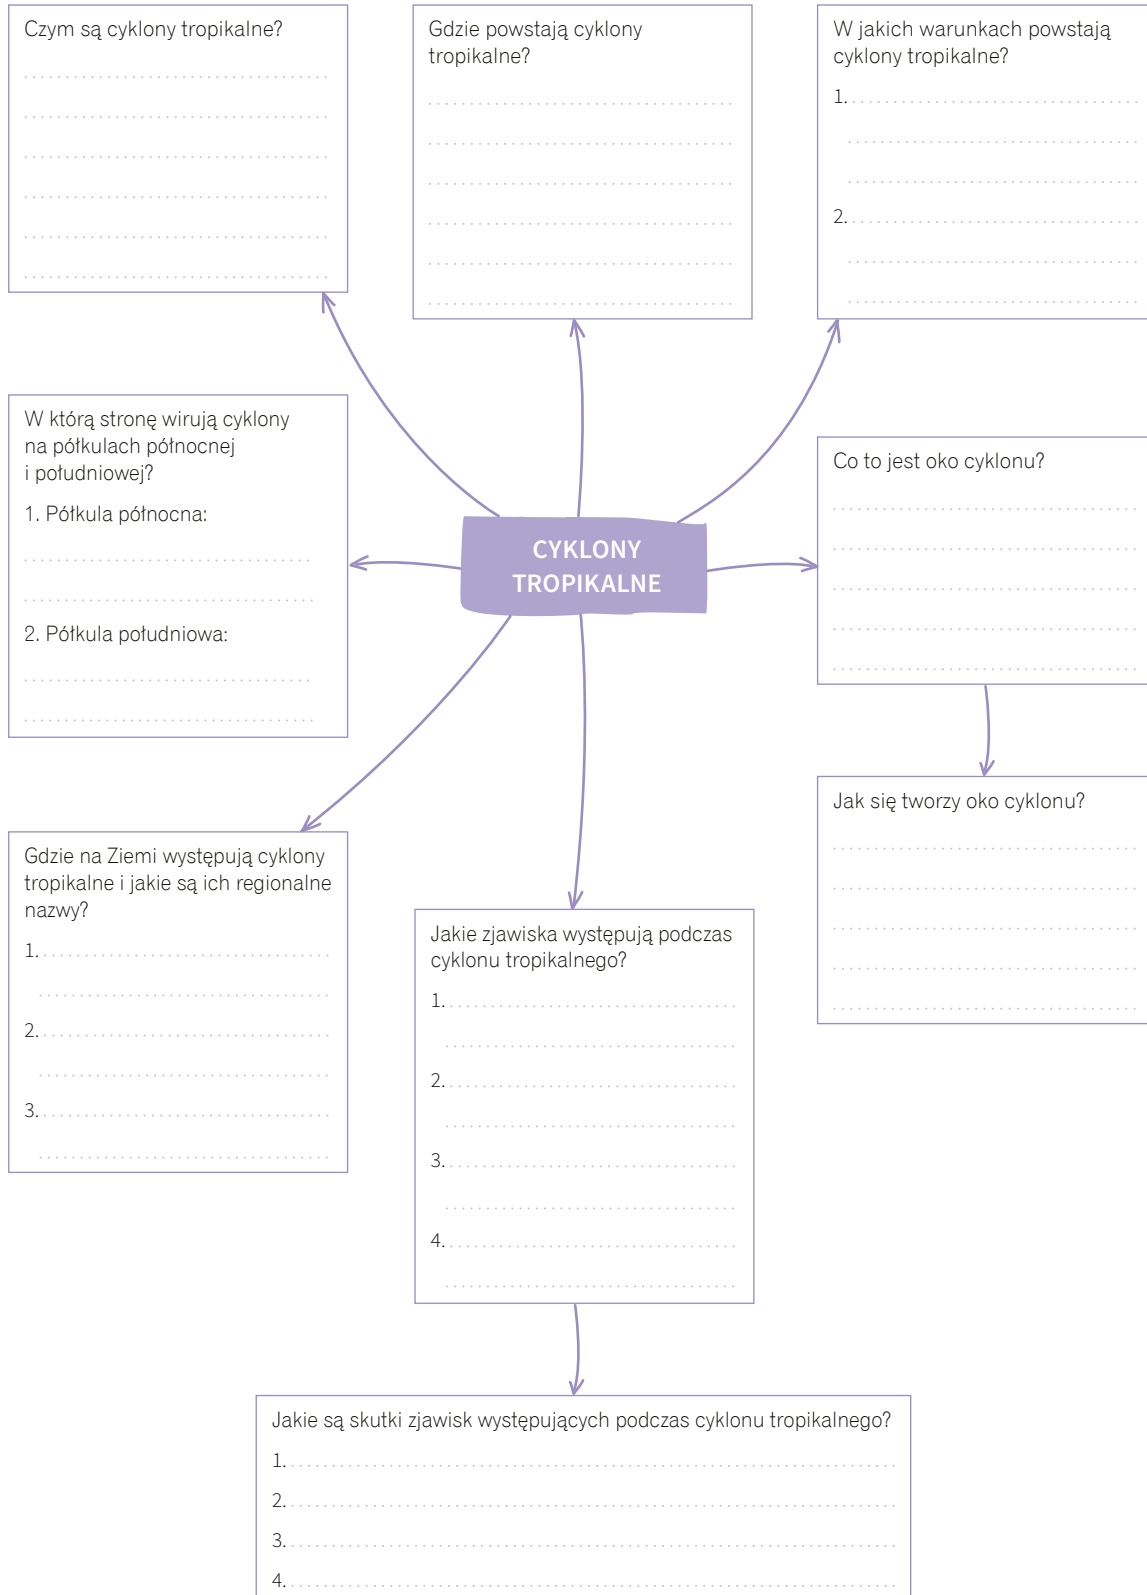 Czym są cyklony tropikalne?
Gdzie powstają cyklony
tropikalne?
W jakich warunkach powstają
cyklony tropikalne?
1.
2.
W którą stronę wirują cyklony
na półkulach północnej
i południowej?
1. Półkula północna:
2. Półkula południowa:
CYKLONY
TROPIKALNE
Co to jest oko cyklonu?
Jak się tworzy oko cyklonu?
Gdzie na Ziemi występują cyklony
tropikalne i jakie są ich regionalne
nazwy?
1.
2.
3.
Jakie zjawiska występują podczas
cyklonu tropikalnego?
1.
2.
3.
4.
Jakie są skutki zjawisk występujących podczas cyklonu tropikalnego?
1.
2.
3.
4.